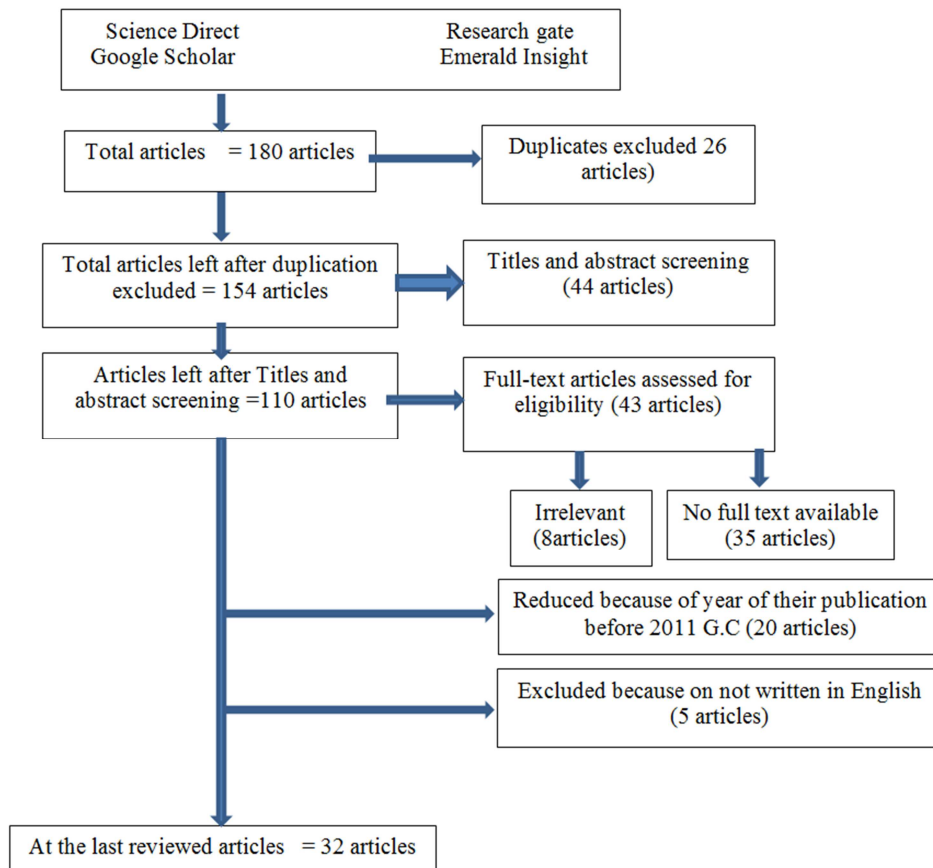 Science Direct Research gate
Google Scholar Emerald Insight
Total articles = 180 articles
Duplicates excluded 26
articles)
Total articles left after duplication
excluded = 154 articles
Titles and abstract screening
(44 articles)
Articles left after Titles and
abstract screening =110 articles
Full-text articles assessed for
eligibility (43 articles)
Irrelevant
(8articles)
No full text available
(35 articles)
Reduced because of year of their publication
before 2011 G.C (20 articles)
Excluded because on not written in English
(5 articles)
At the last reviewed articles = 32 articles